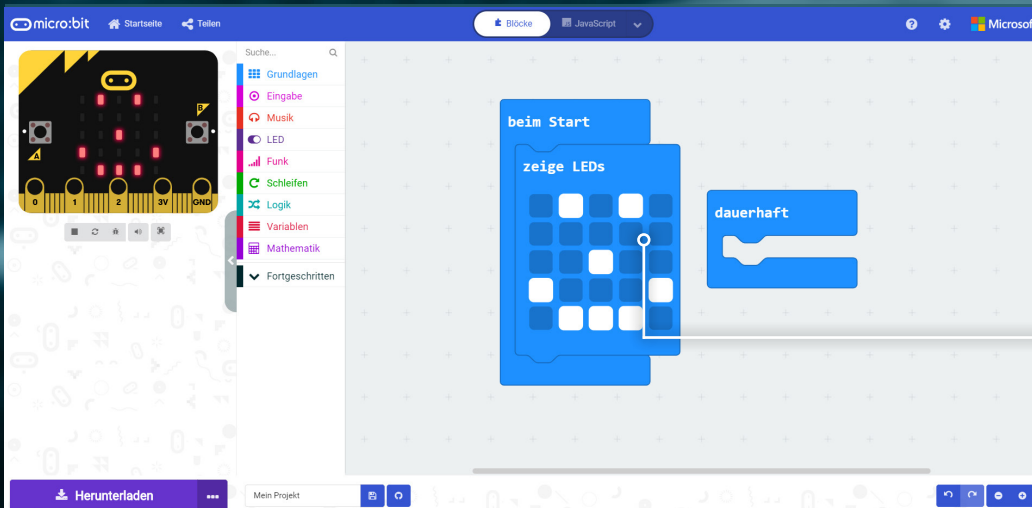 micro:bit Startseite Teilen Blöcke JavaScript Microsoft
Suche...
Grundlagen
Eingabe
Musik
LED
Funk
Schleifen
Logik
Variablen
Mathematik
Fortgeschritten
B
A
0 1 2 3V GND
beim Start
zeige LEDs
dauerhaft
Herunterladen
Mein Projekt